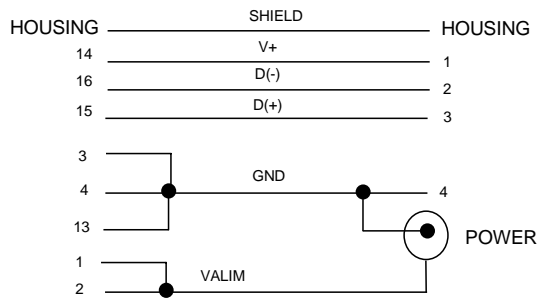 SHIELD
HOUSING HOUSING
14 V+ 1
16 D(-) 2
15 D(+) 3
3
4 GND 4
13
POWER
1
2 VALIM